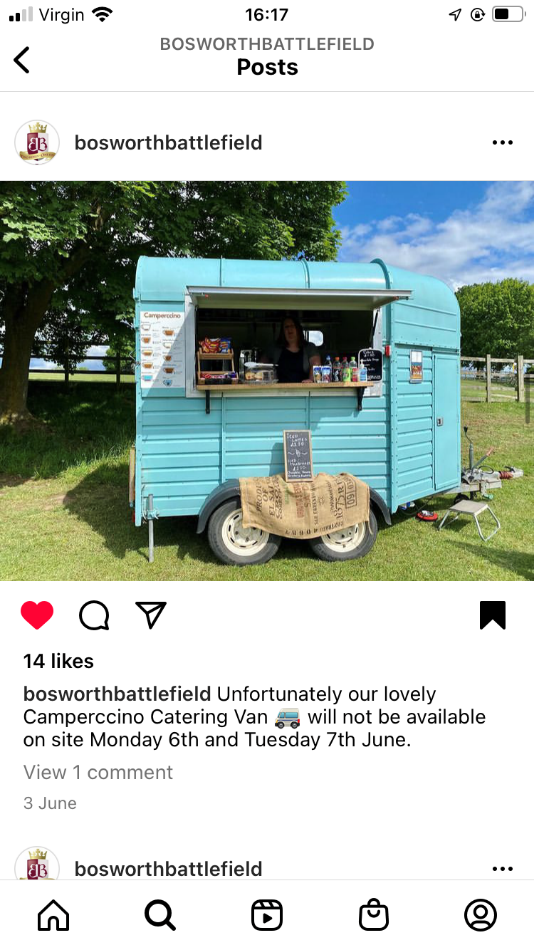 Virgin
16:17
BOSWORTHBATTLEFIELD
Posts
bosworthbattlefield
Camperccino
14 likes
bosworthbattlefield Unfortunately our lovely
Camperccino Catering Van 🚐 will not be available
on site Monday 6th and Tuesday 7th June.
View 1 comment
3 June
bosworthbattlefield